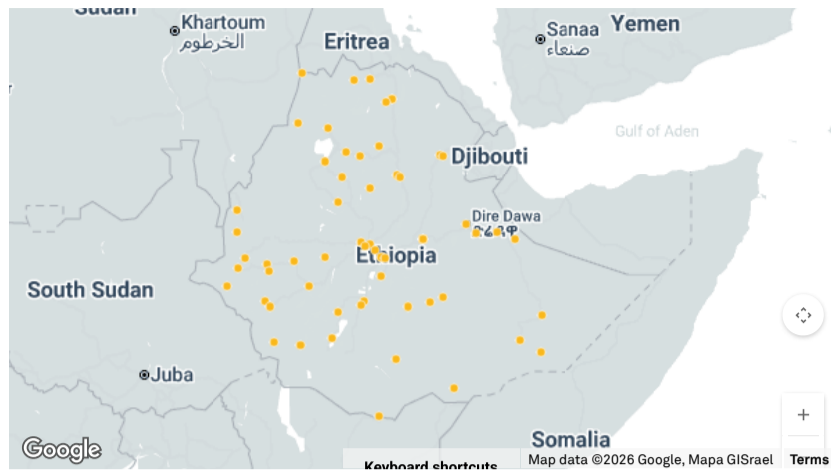 Sudan
Khartoum
الخرطوم
Eritrea
Sanaa
صنعاء
Yemen
Gulf of Aden
Djibouti
Dire Dawa
ድሬዳዋ
Ethiopia
South Sudan
Juba
Somalia
Google
Keyboard shortcuts
Map data ©2026 Google, Mapa GISrael
Terms